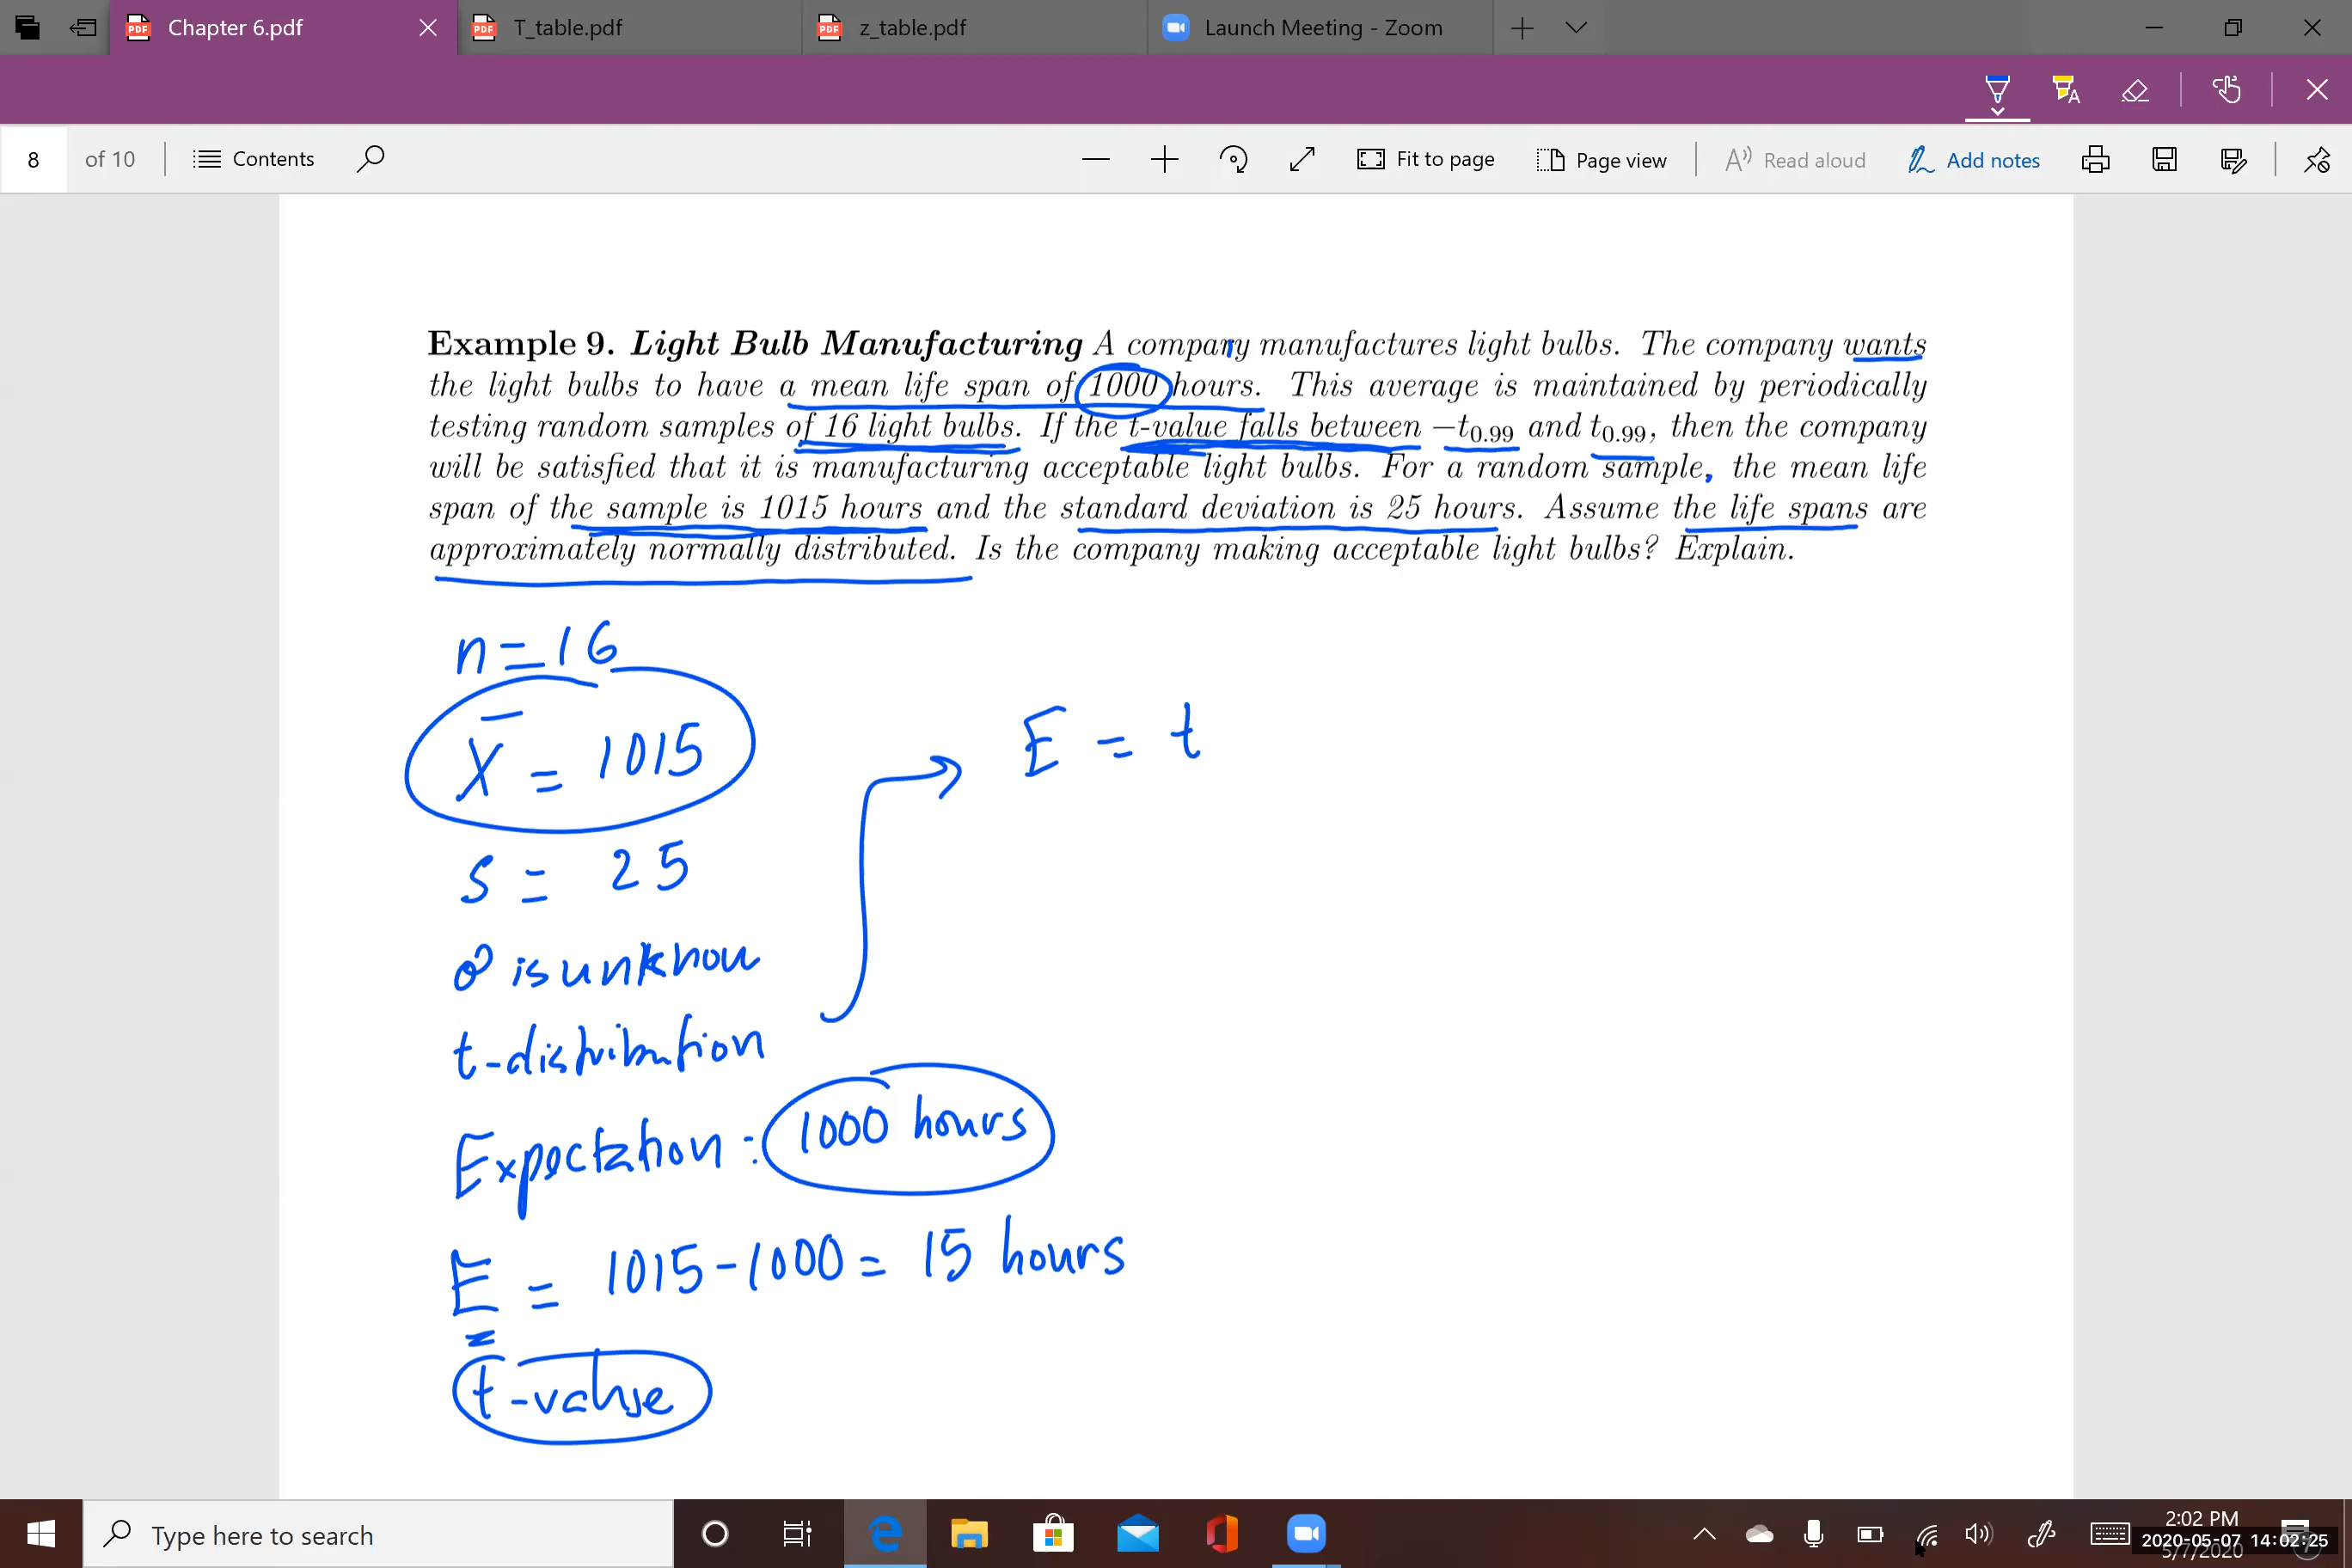 Chapter 6.pdf
T_table.pdf
z_table.pdf
Launch Meeting - Zoom
8 of 10
Contents
Fit to page
Page view
Read aloud
Add notes
Example 9. Light Bulb Manufacturing A company manufactures light bulbs. The company wants
the light bulbs to have a mean life span of 1000 hours. This average is maintained by periodically
testing random samples of 16 light bulbs. If the t-value falls between −t0.99 and t0.99, then the company
will be satisfied that it is manufacturing acceptable light bulbs. For a random sample, the mean life
span of the sample is 1015 hours and the standard deviation is 25 hours. Assume the life spans are
approximately normally distributed. Is the company making acceptable light bulbs? Explain.
n = 16
X̄ = 1015
E = t
s = 25
σ is unknow
t-distribution
Expectation : 1000 hours
E = 1015 - 1000 = 15 hours
t-value
Type here to search
2:02 PM
2020-05-07 14:02:25
5/7/2020